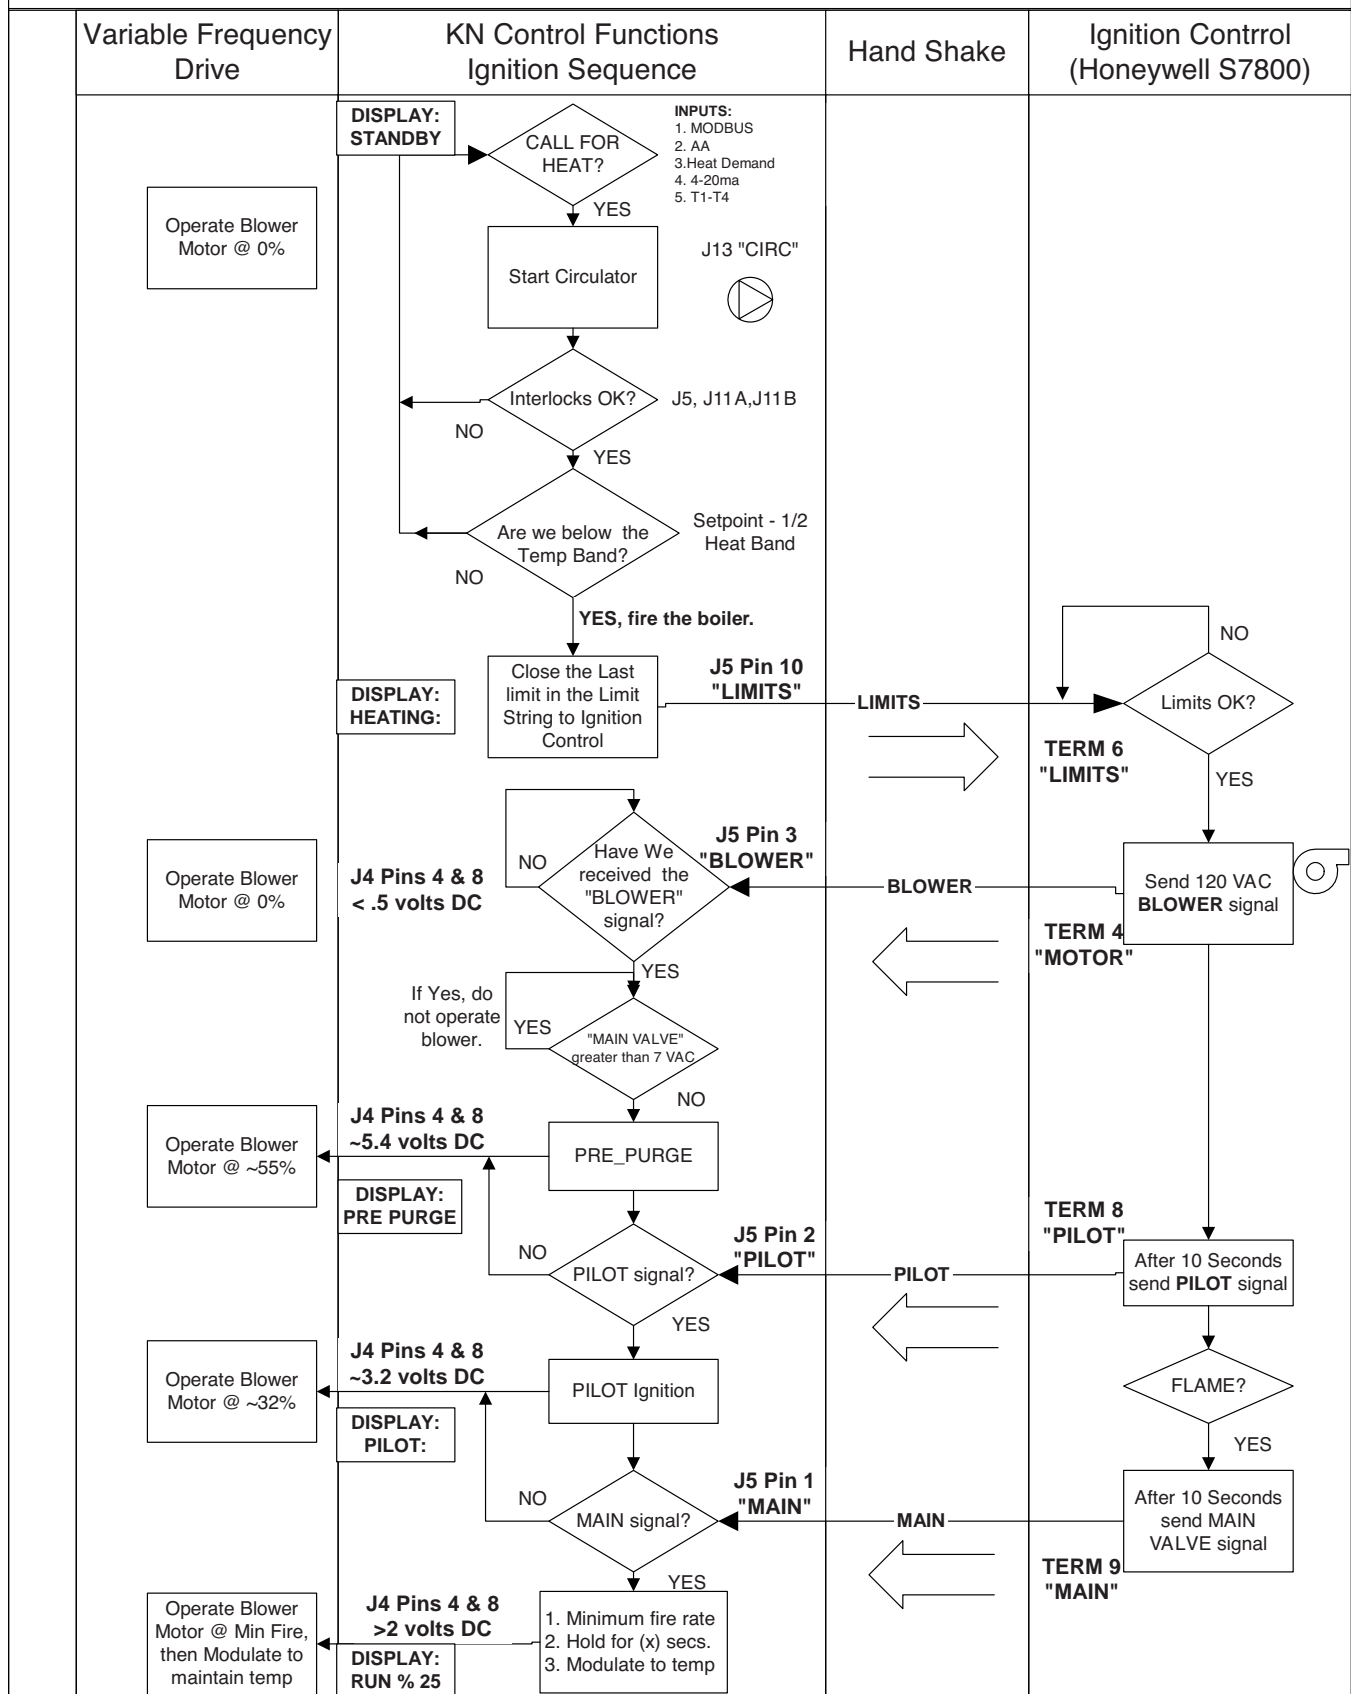 Variable Frequency
Drive
KN Control Functions
Ignition Sequence
Hand Shake
Ignition Contrrol
(Honeywell S7800)
DISPLAY:
STANDBY
CALL FOR
HEAT?
INPUTS:
1. MODBUS
2. AA
3.Heat Demand
4. 4-20ma
5. T1-T4
YES
Operate Blower
Motor @ 0%
Start Circulator
J13 "CIRC"
Interlocks OK?
J5, J11A,J11B
NO
YES
Are we below the
Temp Band?
Setpoint - 1/2
Heat Band
NO
YES, fire the boiler.
NO
DISPLAY:
HEATING:
Close the Last
limit in the Limit
String to Ignition
Control
J5 Pin 10
"LIMITS"
LIMITS
Limits OK?
TERM 6
"LIMITS"
YES
Operate Blower
Motor @ 0%
J4 Pins 4 & 8
< .5 volts DC
NO
Have We
received the
"BLOWER"
signal?
J5 Pin 3
"BLOWER"
BLOWER
Send 120 VAC
BLOWER signal
TERM 4
"MOTOR"
YES
If Yes, do
not operate
blower.
YES
"MAIN VALVE"
greater than 7 VAC
NO
Operate Blower
Motor @ ~55%
J4 Pins 4 & 8
~5.4 volts DC
PRE_PURGE
DISPLAY:
PRE PURGE
NO
PILOT signal?
J5 Pin 2
"PILOT"
PILOT
TERM 8
"PILOT"
After 10 Seconds
send PILOT signal
YES
Operate Blower
Motor @ ~32%
J4 Pins 4 & 8
~3.2 volts DC
PILOT Ignition
FLAME?
DISPLAY:
PILOT:
YES
NO
MAIN signal?
J5 Pin 1
"MAIN"
MAIN
After 10 Seconds
send MAIN
VALVE signal
TERM 9
"MAIN"
YES
Operate Blower
Motor @ Min Fire,
then Modulate to
maintain temp
J4 Pins 4 & 8
>2 volts DC
1. Minimum fire rate
2. Hold for (x) secs.
3. Modulate to temp
DISPLAY:
RUN % 25